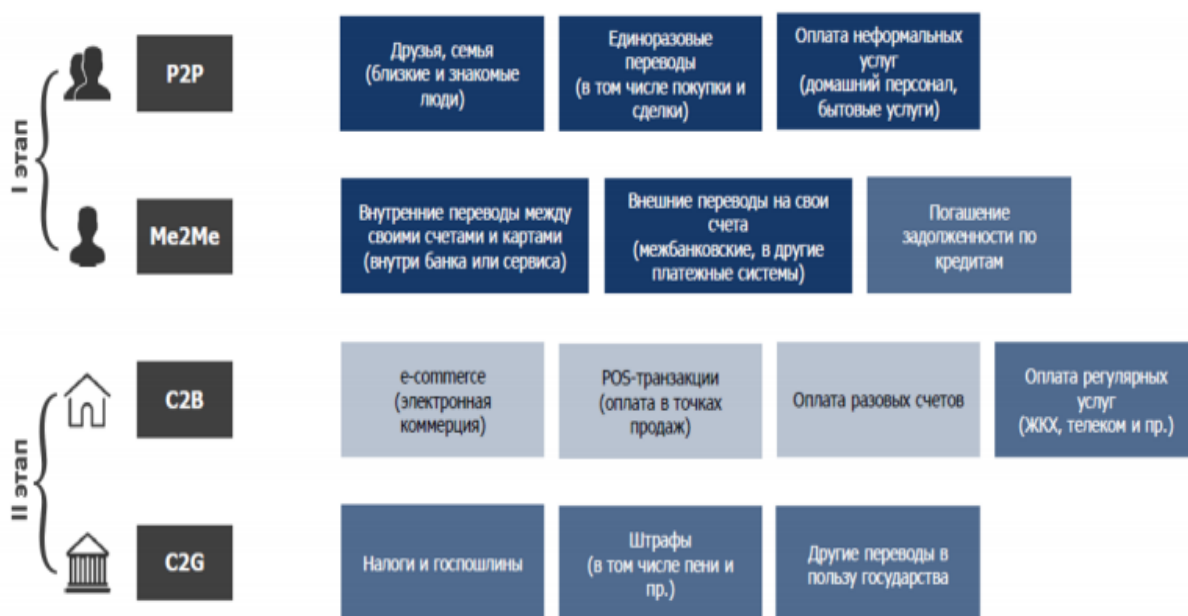 I этап
P2P
Друзья, семья
(близкие и знакомые
люди)
Единоразовые
переводы
(в том числе покупки и
сделки)
Оплата неформальных
услуг
(домашний персонал,
бытовые услуги)
Me2Me
Внутренние переводы между
своими счетами и картами
(внутри банка или сервиса)
Внешние переводы на свои
счета
(межбанковские, в другие
платежные системы)
Погашение
задолженности по
кредитам
II этап
C2B
e-commerce
(электронная
коммерция)
POS-транзакции
(оплата в точках
продаж)
Оплата разовых счетов
Оплата регулярных
услуг
(ЖКХ, телеком и пр.)
C2G
Налоги и госпошлины
Штрафы
(в том числе пени и
пр.)
Другие переводы в
пользу государства